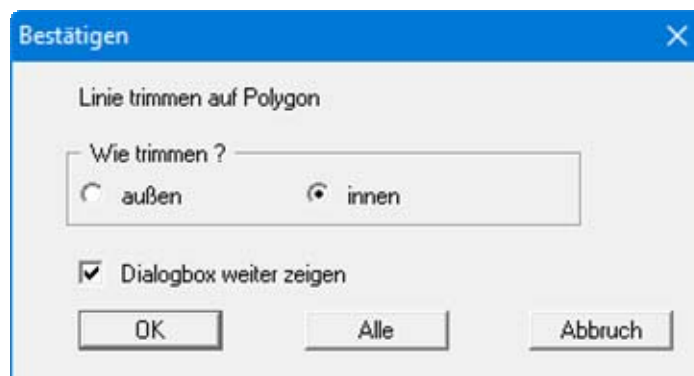 Bestätigen
Linie trimmen auf Polygon
Wie trimmen ?
außen innen
Dialogbox weiter zeigen
OK Alle Abbruch